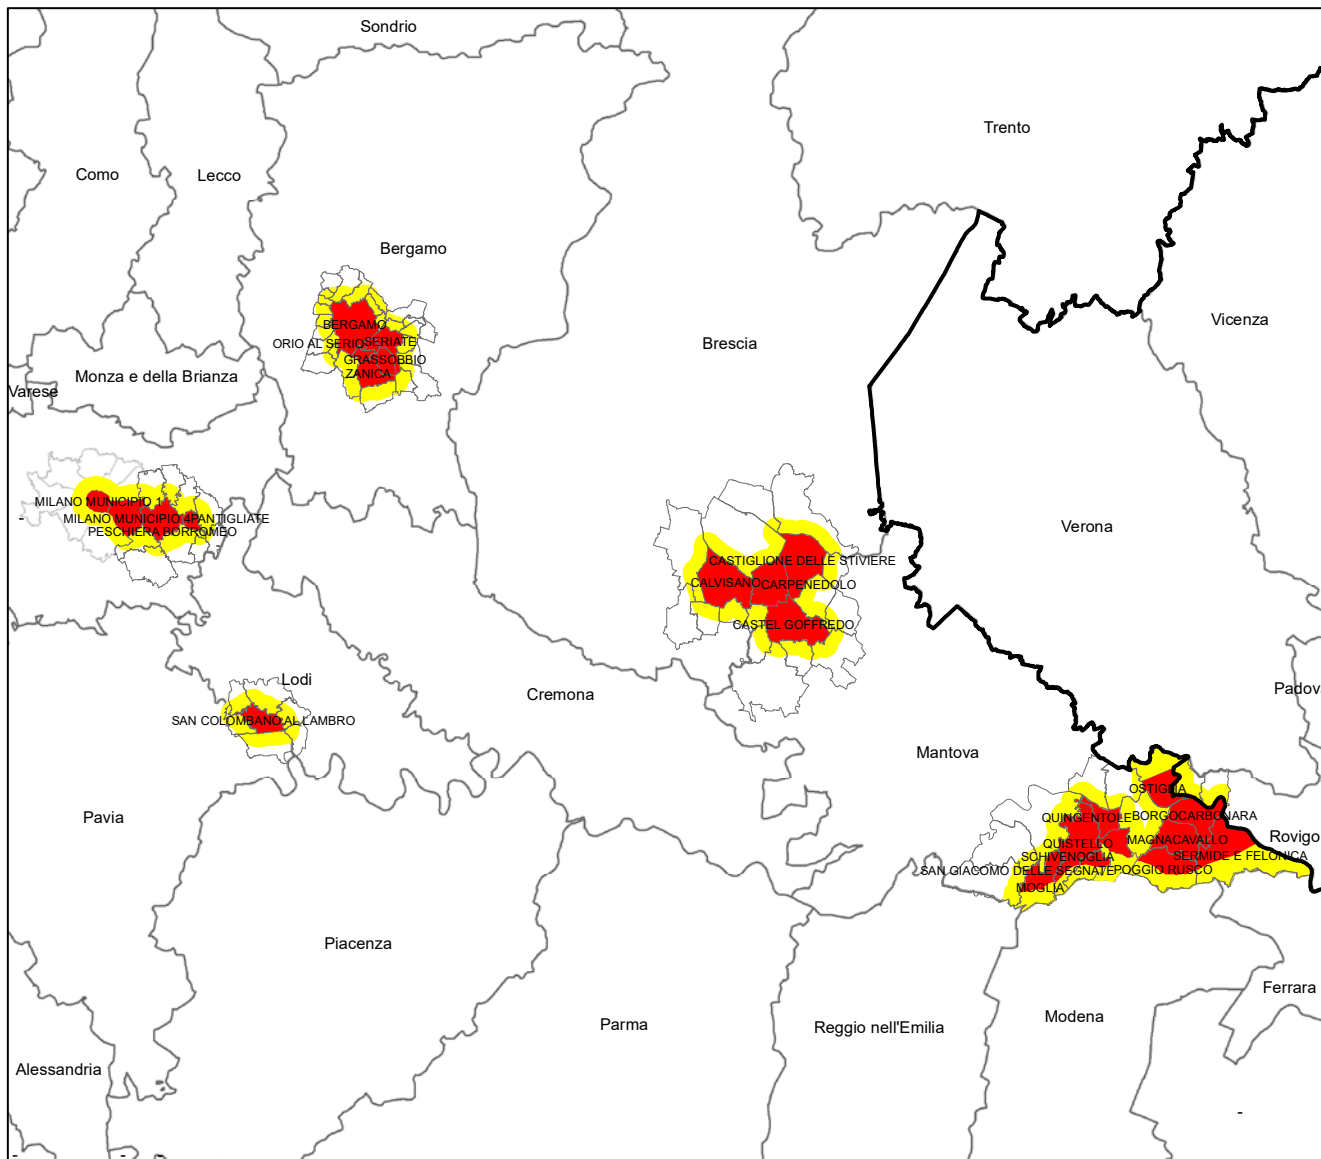 Sondrio
Trento
Como
Lecco
Bergamo
Vicenza
BERGAMO
ORIO AL SERIO
SERIATE
Brescia
GRASSOBBIO
ZANICA
Monza e della Brianza
Varese
MILANO MUNICIPIO 1
MILANO MUNICIPIO 4
PANTIGLIATE
PESCHIERA BORROMEO
Verona
CASTIGLIONE DELLE STIVIERE
CALVISANO
CARPENEDOLO
CASTEL GOFFREDO
Lodi
Cremona
Padova
SAN COLOMBANO AL LAMBRO
Mantova
OSTIGLIA
Pavia
QUINGENTOLE
BORGOCARBONARA
Rovigo
QUISTELLO
MAGNACAVALLO
SCHIVENOGLIA
SERMIDE E FELONICA
SAN GIACOMO DELLE SEGNATE
POGGIO RUSCO
MOGLIA
Piacenza
Ferrara
Parma
Reggio nell'Emilia
Modena
Alessandria